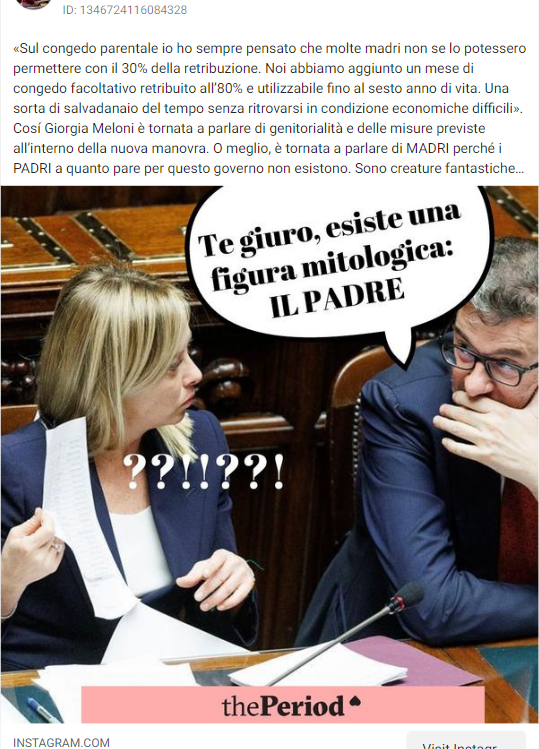 ID: 1346724116084328
«Sul congedo parentale io ho sempre pensato che molte madri non se lo potessero
permettere con il 30% della retribuzione. Noi abbiamo aggiunto un mese di
congedo facoltativo retribuito all'80% e utilizzabile fino al sesto anno di vita. Una
sorta di salvadanaio del tempo senza ritrovarsi in condizione economiche difficili».
Cosí Giorgia Meloni è tornata a parlare di genitorialità e delle misure previste
all'interno della nuova manovra. O meglio, è tornata a parlare di MADRI perché i
PADRI a quanto pare per questo governo non esistono. Sono creature fantastiche...
Te giuro, esiste una
figura mitologica:
IL PADRE
??!!??!
thePeriod
INSTAGRAM.COM
Visit Instagr